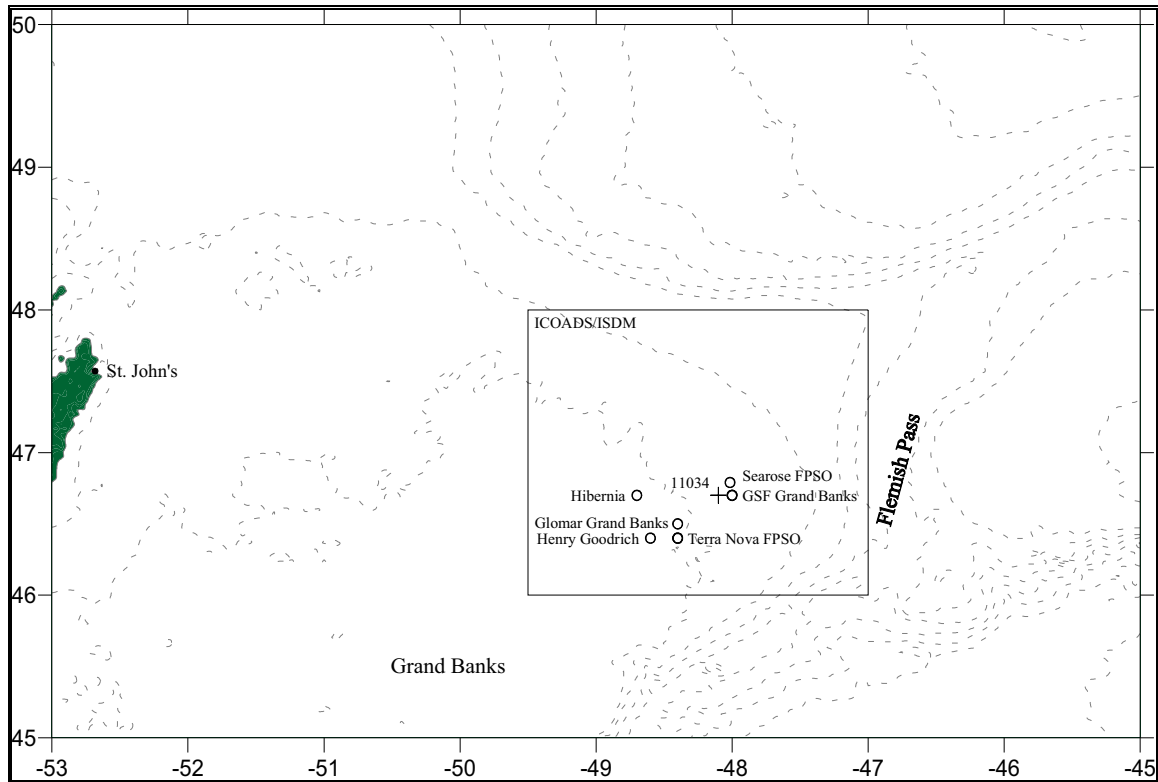 50
49
48
ICOADS/ISDM
St. John's
47
Flemish Pass
Searose FPSO
11034
Hibernia
GSF Grand Banks
Glomar Grand Banks
Henry Goodrich
Terra Nova FPSO
46
Grand Banks
45
-53 -52 -51 -50 -49 -48 -47 -46 -45